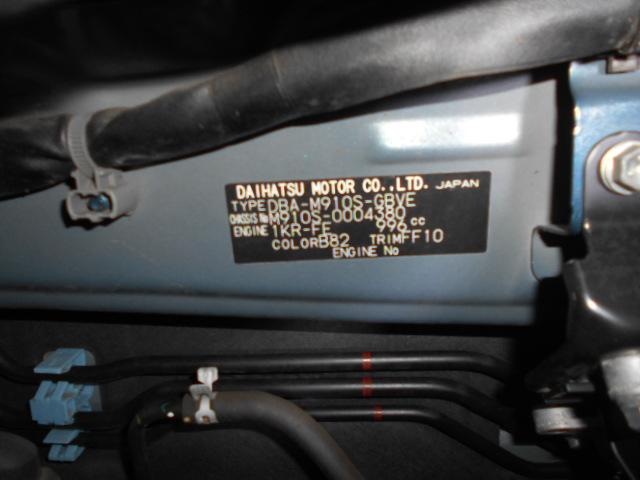 DAIHATSU MOTOR CO.,LTD. JAPAN
TYPE DBA-M910S-GBVE
CHASSIS No M910S-0004380
ENGINE 1KR-FE 996 cc
COLOR B82 TRIM FF10
ENGINE No